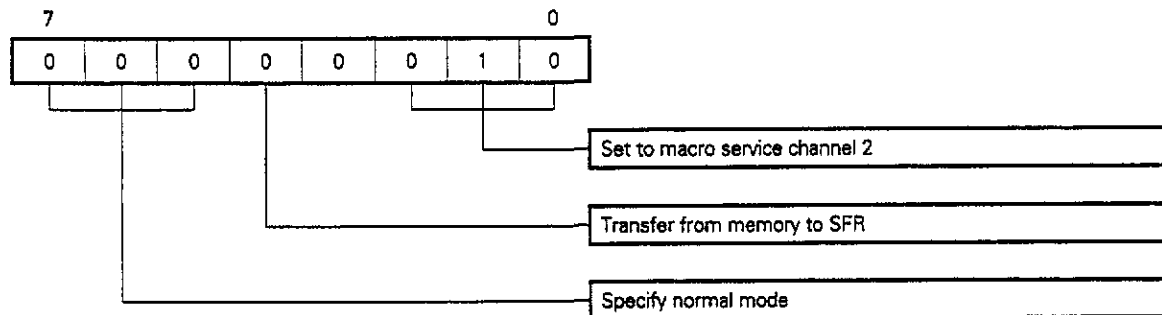 7 0
0 0 0 0 0 0 1 0
Set to macro service channel 2
Transfer from memory to SFR
Specify normal mode